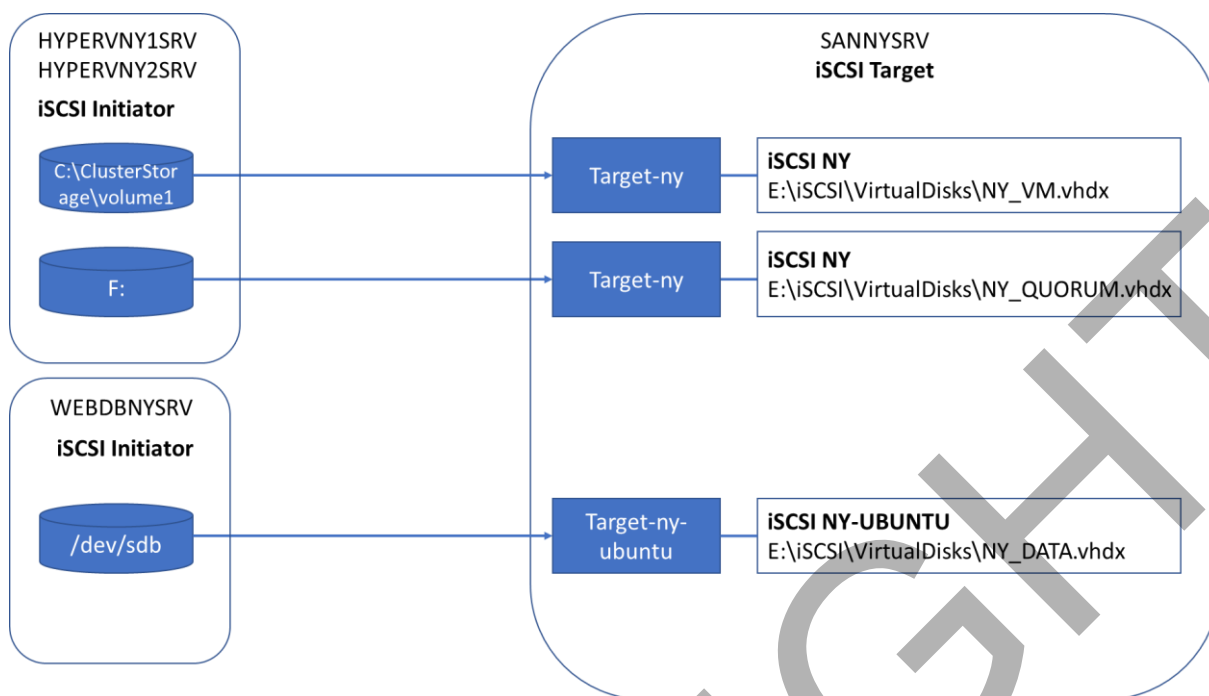 HYPERVNY1SRV
HYPERVNY2SRV
iSCSI Initiator
C:\ClusterStor
age\volume1
F:
WEBDBNYSRV
iSCSI Initiator
/dev/sdb
SANNYSRV
iSCSI Target
Target-ny
iSCSI NY
E:\iSCSI\VirtualDisks\NY_VM.vhdx
Target-ny
iSCSI NY
E:\iSCSI\VirtualDisks\NY_QUORUM.vhdx
Target-ny-
ubuntu
iSCSI NY-UBUNTU
E:\iSCSI\VirtualDisks\NY_DATA.vhdx
GHT